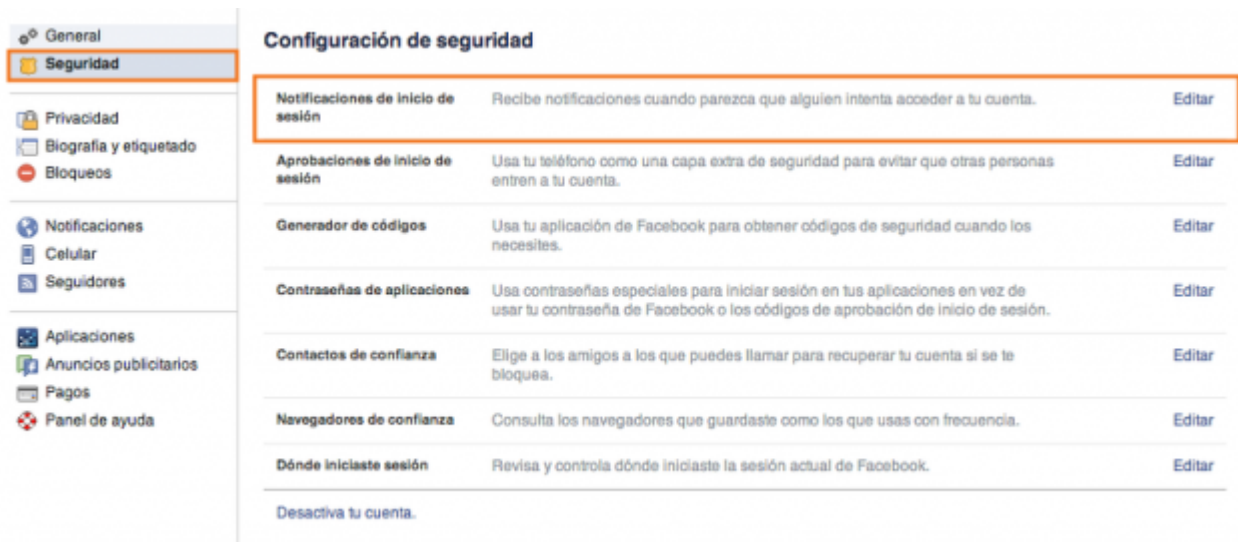 General
Seguridad
Privacidad
Biografía y etiquetado
Bloqueos
Notificaciones
Celular
Seguidores
Aplicaciones
Anuncios publicitarios
Pagos
Panel de ayuda
Configuración de seguridad
Notificaciones de inicio de
sesión
Recibe notificaciones cuando parezca que alguien intenta acceder a tu cuenta.
Editar
Aprobaciones de inicio de
sesión
Usa tu teléfono como una capa extra de seguridad para evitar que otras personas
entren a tu cuenta.
Editar
Generador de códigos
Usa tu aplicación de Facebook para obtener códigos de seguridad cuando los
necesites.
Editar
Contraseñas de aplicaciones
Usa contraseñas especiales para iniciar sesión en tus aplicaciones en vez de
usar tu contraseña de Facebook o los códigos de aprobación de inicio de sesión.
Editar
Contactos de confianza
Elige a los amigos a los que puedes llamar para recuperar tu cuenta si se te
bloquea.
Editar
Navegadores de confianza
Consulta los navegadores que guardaste como los que usas con frecuencia.
Editar
Dónde iniciaste sesión
Revisa y controla dónde iniciaste la sesión actual de Facebook.
Editar
Desactiva tu cuenta.